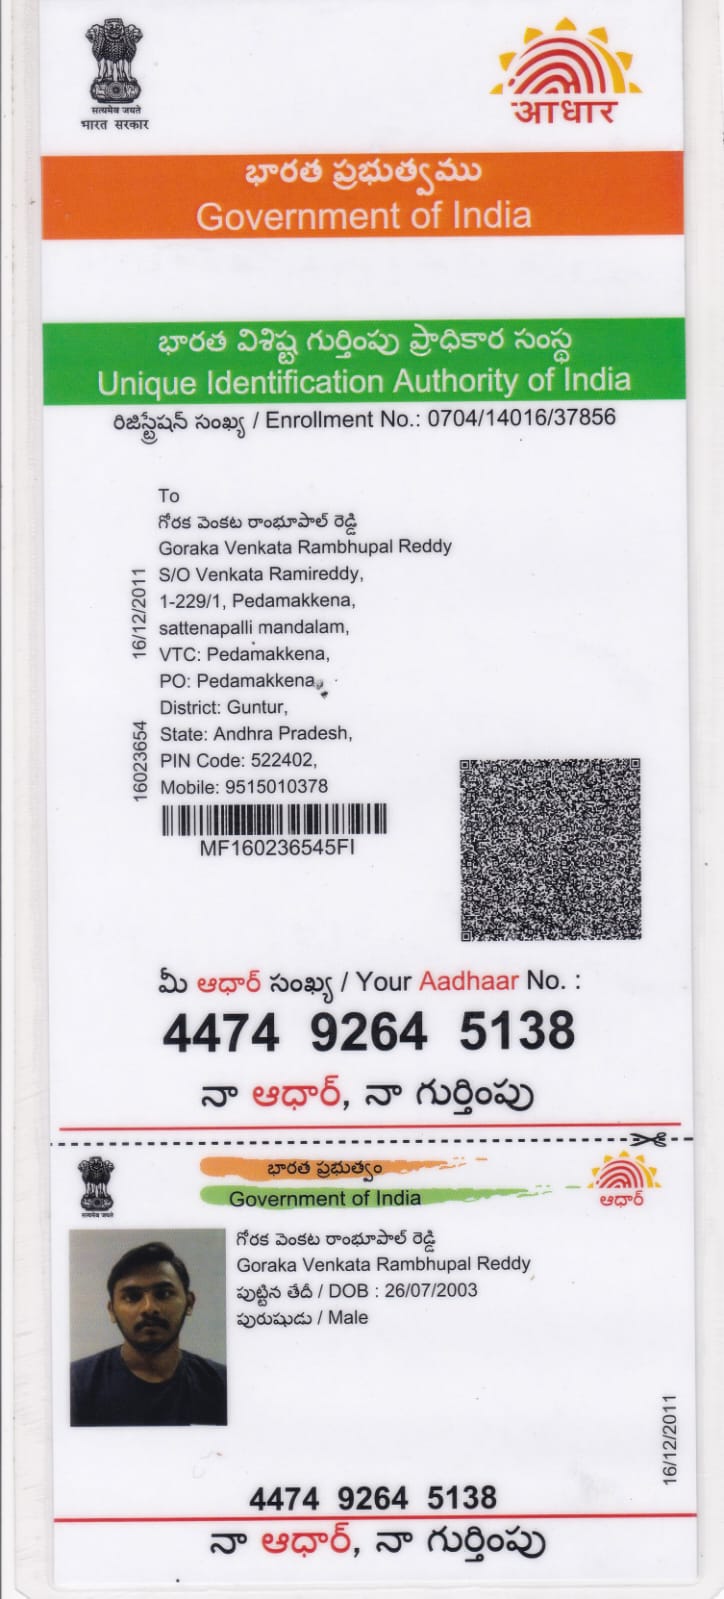 सत्यमेव जयते
भारत सरकार
आधार
భారత ప్రభుత్వము
Government of India
భారత విశిష్ట గుర్తింపు ప్రాధికార సంస్థ
Unique Identification Authority of India
రిజిస్ట్రేషన్ సంఖ్య / Enrollment No.: 0704/14016/37856
To
గోరక వెంకట రాంభూపాల్ రెడ్డి
Goraka Venkata Rambhupal Reddy
S/O Venkata Ramireddy,
1-229/1, Pedamakkena,
sattenapalli mandalam,
VTC: Pedamakkena,
PO: Pedamakkena,
District: Guntur,
State: Andhra Pradesh,
PIN Code: 522402,
Mobile: 9515010378
16/12/2011
16023654
MF160236545FI
మీ ఆధార్ సంఖ్య / Your Aadhaar No. :
4474 9264 5138
నా ఆధార్, నా గుర్తింపు
सत्यमेव जयते
భారత ప్రభుత్వం
Government of India
ఆధార్
గోరక వెంకట రాంభూపాల్ రెడ్డి
Goraka Venkata Rambhupal Reddy
పుట్టిన తేదీ / DOB : 26/07/2003
పురుషుడు / Male
16/12/2011
4474 9264 5138
నా ఆధార్, నా గుర్తింపు